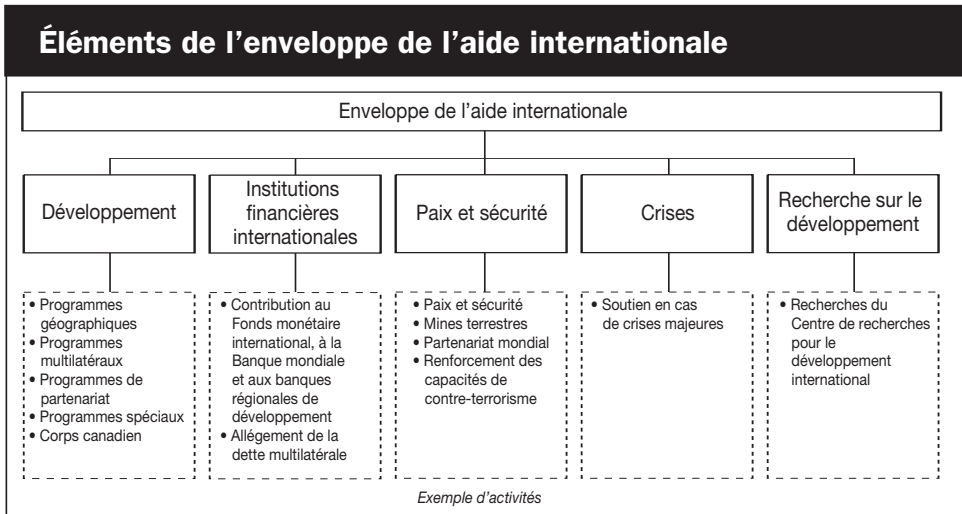 Éléments de l'enveloppe de l'aide internationale
Enveloppe de l'aide internationale
Développement
Institutions
financières
internationales
Paix et sécurité
Crises
Recherche sur le
développement
• Programmes
géographiques
• Programmes
multilatéraux
• Programmes de
partenariat
• Programmes spéciaux
• Corps canadien
• Contribution au
Fonds monétaire
international, à la
Banque mondiale
et aux banques
régionales de
développement
• Allégement de la
dette multilatérale
• Paix et sécurité
• Mines terrestres
• Partenariat mondial
• Renforcement des
capacités de
contre-terrorisme
• Soutien en cas
de crises majeures
• Recherches du
Centre de recherches
pour le
développement
international
Exemple d'activités